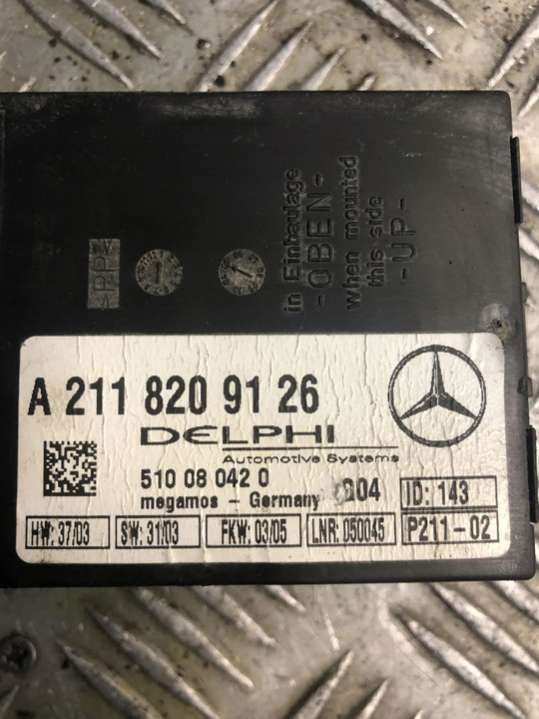 in Einbaulage
-OBEN-
when mounted
this side
-UP-
A 211 820 91 26
DELPHI
Automotive Systems
510 08 042 0
megamos - Germany
ID: 143
HW: 37/03
SW: 31/03
FKW: 03/05
LNR: 050045
P211-02